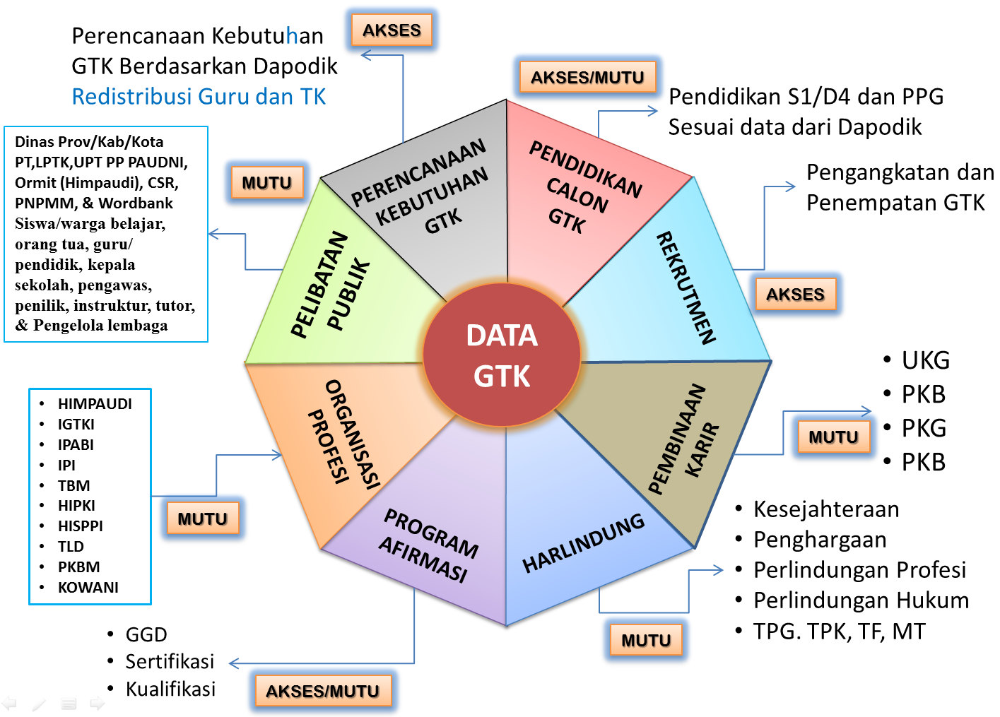 Perencanaan Kebutuhan
GTK Berdasarkan Dapodik
Redistribusi Guru dan TK
AKSES
AKSES/MUTU
Pendidikan S1/D4 dan PPG
Sesuai data dari Dapodik
Dinas Prov/Kab/Kota
PT,LPTK,UPT PP PAUDNI,
Ormit (Himpaudi), CSR,
PNPMM, & Wordbank
Siswa/warga belajar,
orang tua, guru/
pendidik, kepala
sekolah, pengawas,
penilik, instruktur, tutor,
& Pengelola lembaga
MUTU
PERENCANAAN
KEBUTUHAN
GTK
PENDIDIKAN
CALON
GTK
Pengangkatan dan
Penempatan GTK
AKSES
REKRUTMEN
PELIBATAN
PUBLIK
DATA
GTK
• UKG
• PKB
• PKG
• PKB
MUTU
PEMBINAAN
KARIR
ORGANISASI
PROFESI
• HIMPAUDI
• IGTKI
• IPABI
• IPI
• TBM
• HIPKI
• HISPPI
• TLD
• PKBM
• KOWANI
MUTU
PROGRAM
AFIRMASI
HARLINDUNG
• Kesejahteraan
• Penghargaan
• Perlindungan Profesi
• Perlindungan Hukum
• TPG. TPK, TF, MT
MUTU
• GGD
• Sertifikasi
• Kualifikasi
AKSES/MUTU